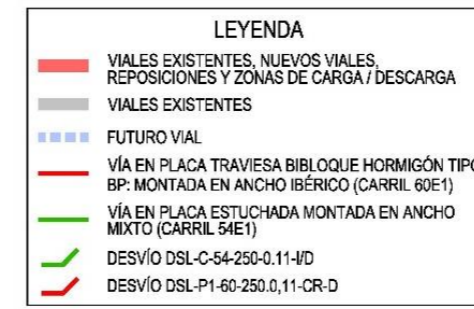 LEYENDA
VIALES EXISTENTES, NUEVOS VIALES,
REPOSICIONES Y ZONAS DE CARGA / DESCARGA
VIALES EXISTENTES
FUTURO VIAL
VÍA EN PLACA TRAVIESA BIBLOQUE HORMIGÓN TIPO
BP: MONTADA EN ANCHO IBÉRICO (CARRIL 60E1)
VÍA EN PLACA ESTUCHADA MONTADA EN ANCHO
MIXTO (CARRIL 54E1)
DESVÍO DSL-C-54-250-0.11-I/D
DESVÍO DSL-P1-60-250.0,11-CR-D